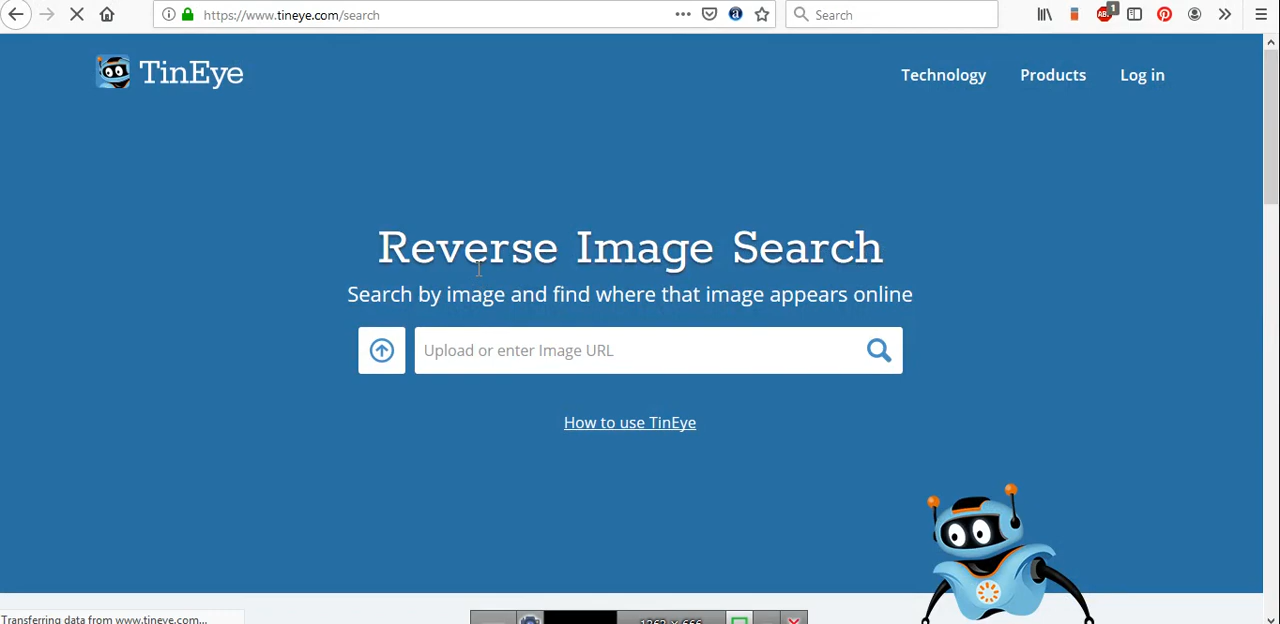 https://www.tineye.com/search
Search
ABP
1
TinEye
Technology Products Log in
Reverse Image Search
Search by image and find where that image appears online
Upload or enter Image URL
How to use TinEye
Transferring data from www.tineye.com...